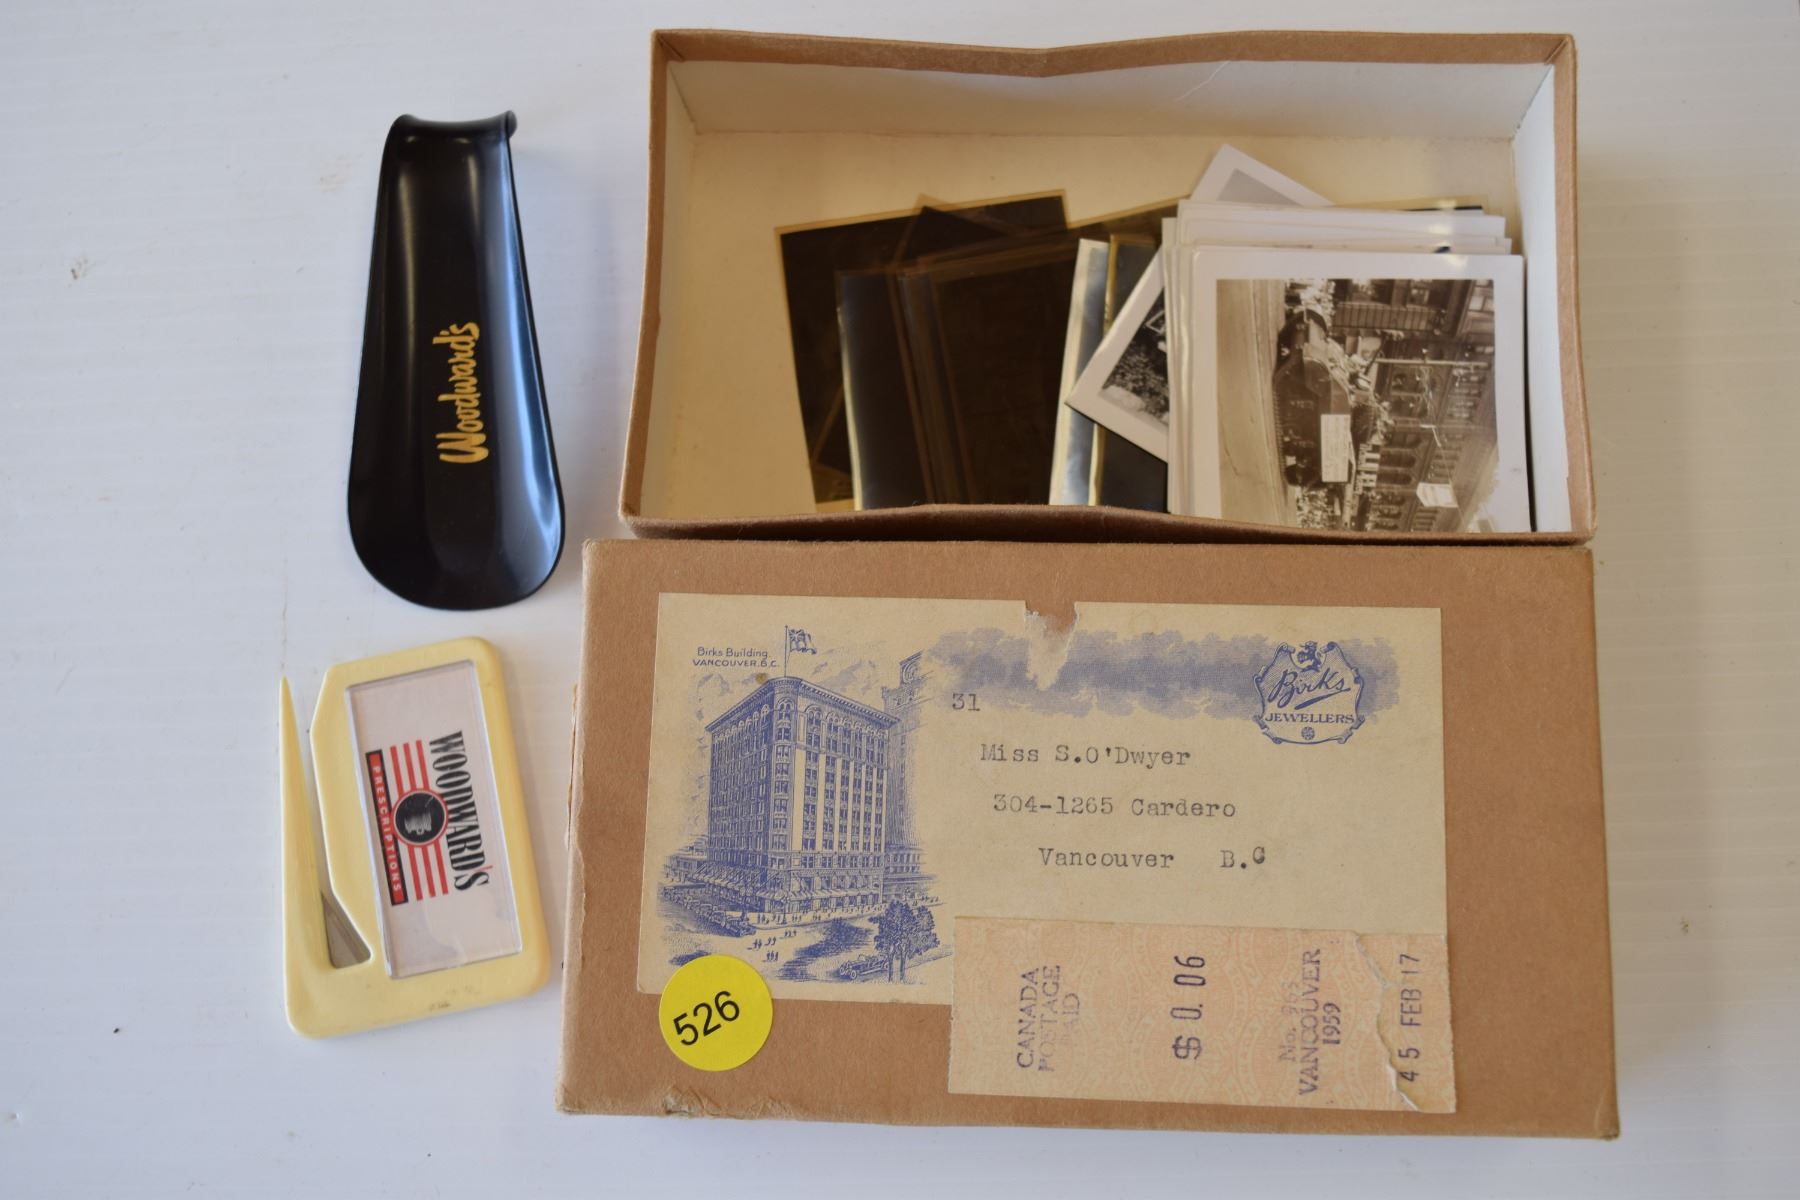 Woodward's
WOODWARD'S
PRESCRIPTIONS
Birks Building,
VANCOUVER, B.C.
Birks
JEWELLERS
31
Miss S.O'Dwyer
304-1265 Cardero
Vancouver B.C
526
CANADA
POSTAGE
PAID
$ 0.06
No. 963
VANCOUVER
1959
45 FEB 17